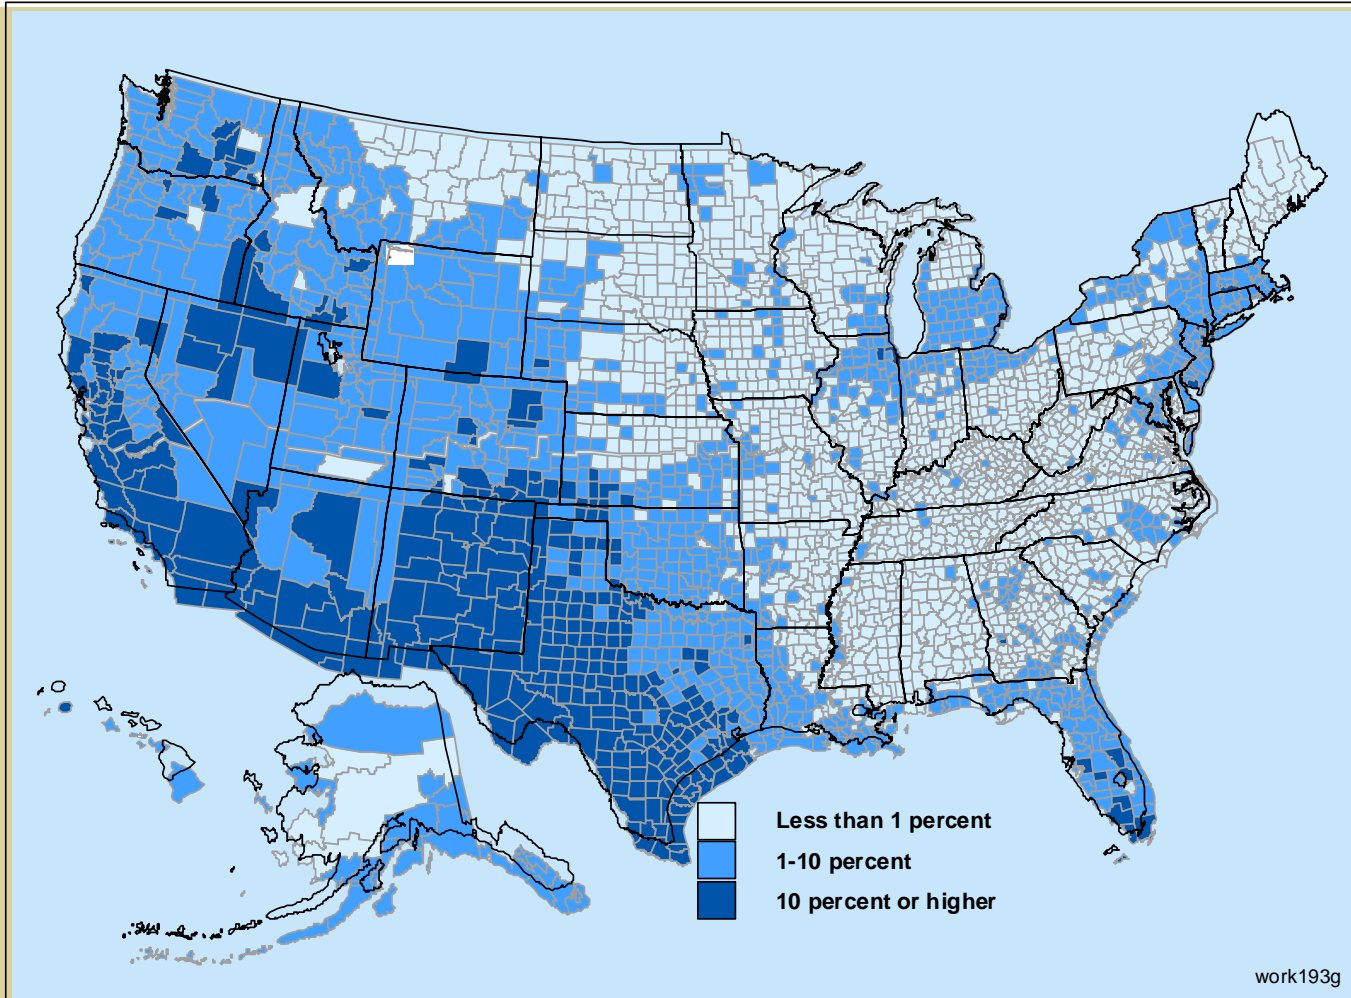 Less than 1 percent
1-10 percent
10 percent or higher
work193g